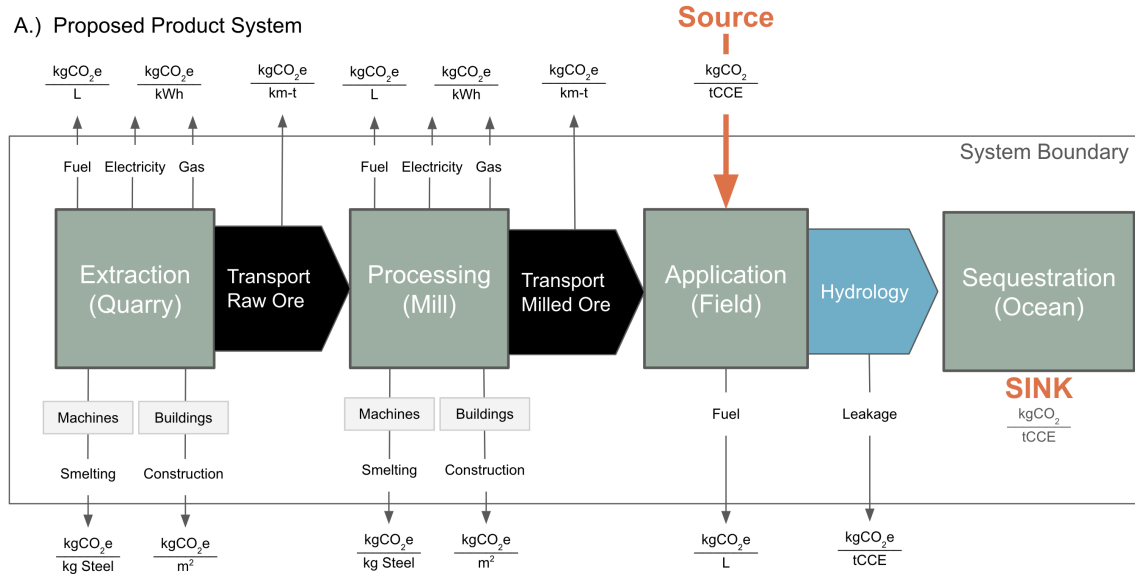 A.) Proposed Product System
Source
kgCO₂e
L
kgCO₂e
kWh
kgCO₂e
km-t
kgCO₂e
L
kgCO₂e
kWh
kgCO₂e
km-t
kgCO₂
tCCE
System Boundary
Fuel
Electricity
Gas
Fuel
Electricity
Gas
Extraction
(Quarry)
Transport
Raw Ore
Processing
(Mill)
Transport
Milled Ore
Application
(Field)
Hydrology
Sequestration
(Ocean)
SINK
kgCO₂
tCCE
Machines
Buildings
Machines
Buildings
Fuel
Leakage
Smelting
Construction
Smelting
Construction
kgCO₂e
kg Steel
kgCO₂e
m²
kgCO₂e
kg Steel
kgCO₂e
m²
kgCO₂e
L
kgCO₂e
tCCE